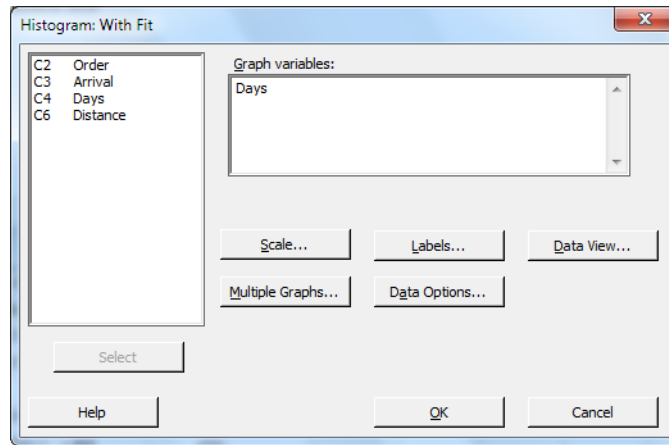 Histogram: With Fit
x
C2 Order
C3 Arrival
C4 Days
C6 Distance
Graph variables:
Days
Scale...
Labels...
Data View...
Multiple Graphs...
Data Options...
Select
Help
OK
Cancel